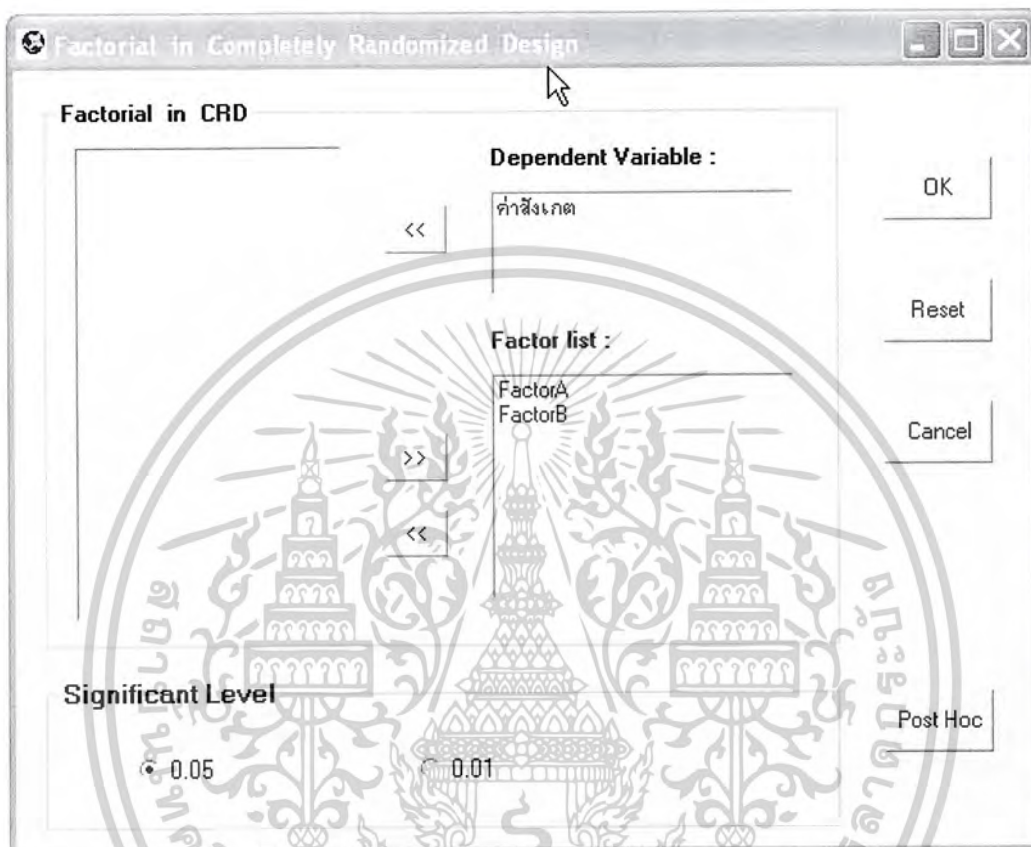 Factorial in Completely Randomized Design
Factorial in CRD
Dependent Variable :
ค่าสังเกต
<<
OK
Reset
Factor list :
FactorA
FactorB
>>
<<
Cancel
Significant Level
0.05
0.01
Post Hoc